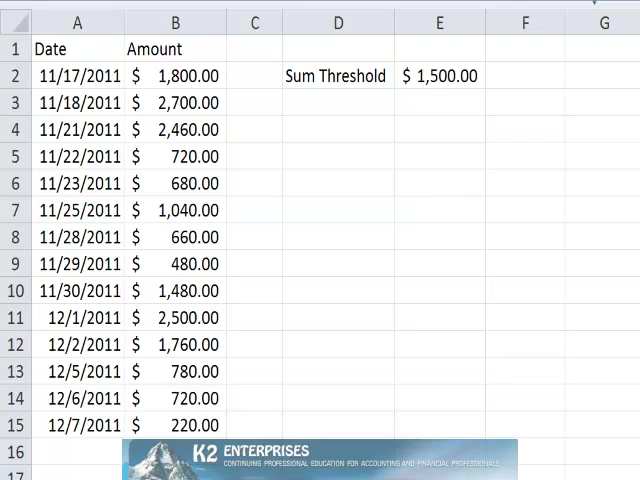 A B C D E F G
1 Date Amount
2 11/17/2011 $ 1,800.00 Sum Threshold $ 1,500.00
3 11/18/2011 $ 2,700.00
4 11/21/2011 $ 2,460.00
5 11/22/2011 $ 720.00
6 11/23/2011 $ 680.00
7 11/25/2011 $ 1,040.00
8 11/28/2011 $ 660.00
9 11/29/2011 $ 480.00
10 11/30/2011 $ 1,480.00
11 12/1/2011 $ 2,500.00
12 12/2/2011 $ 1,760.00
13 12/5/2011 $ 780.00
14 12/6/2011 $ 720.00
15 12/7/2011 $ 220.00
16
K2 ENTERPRISES
CONTINUING PROFESSIONAL EDUCATION FOR ACCOUNTING AND FINANCIAL PROFESSIONALS
17